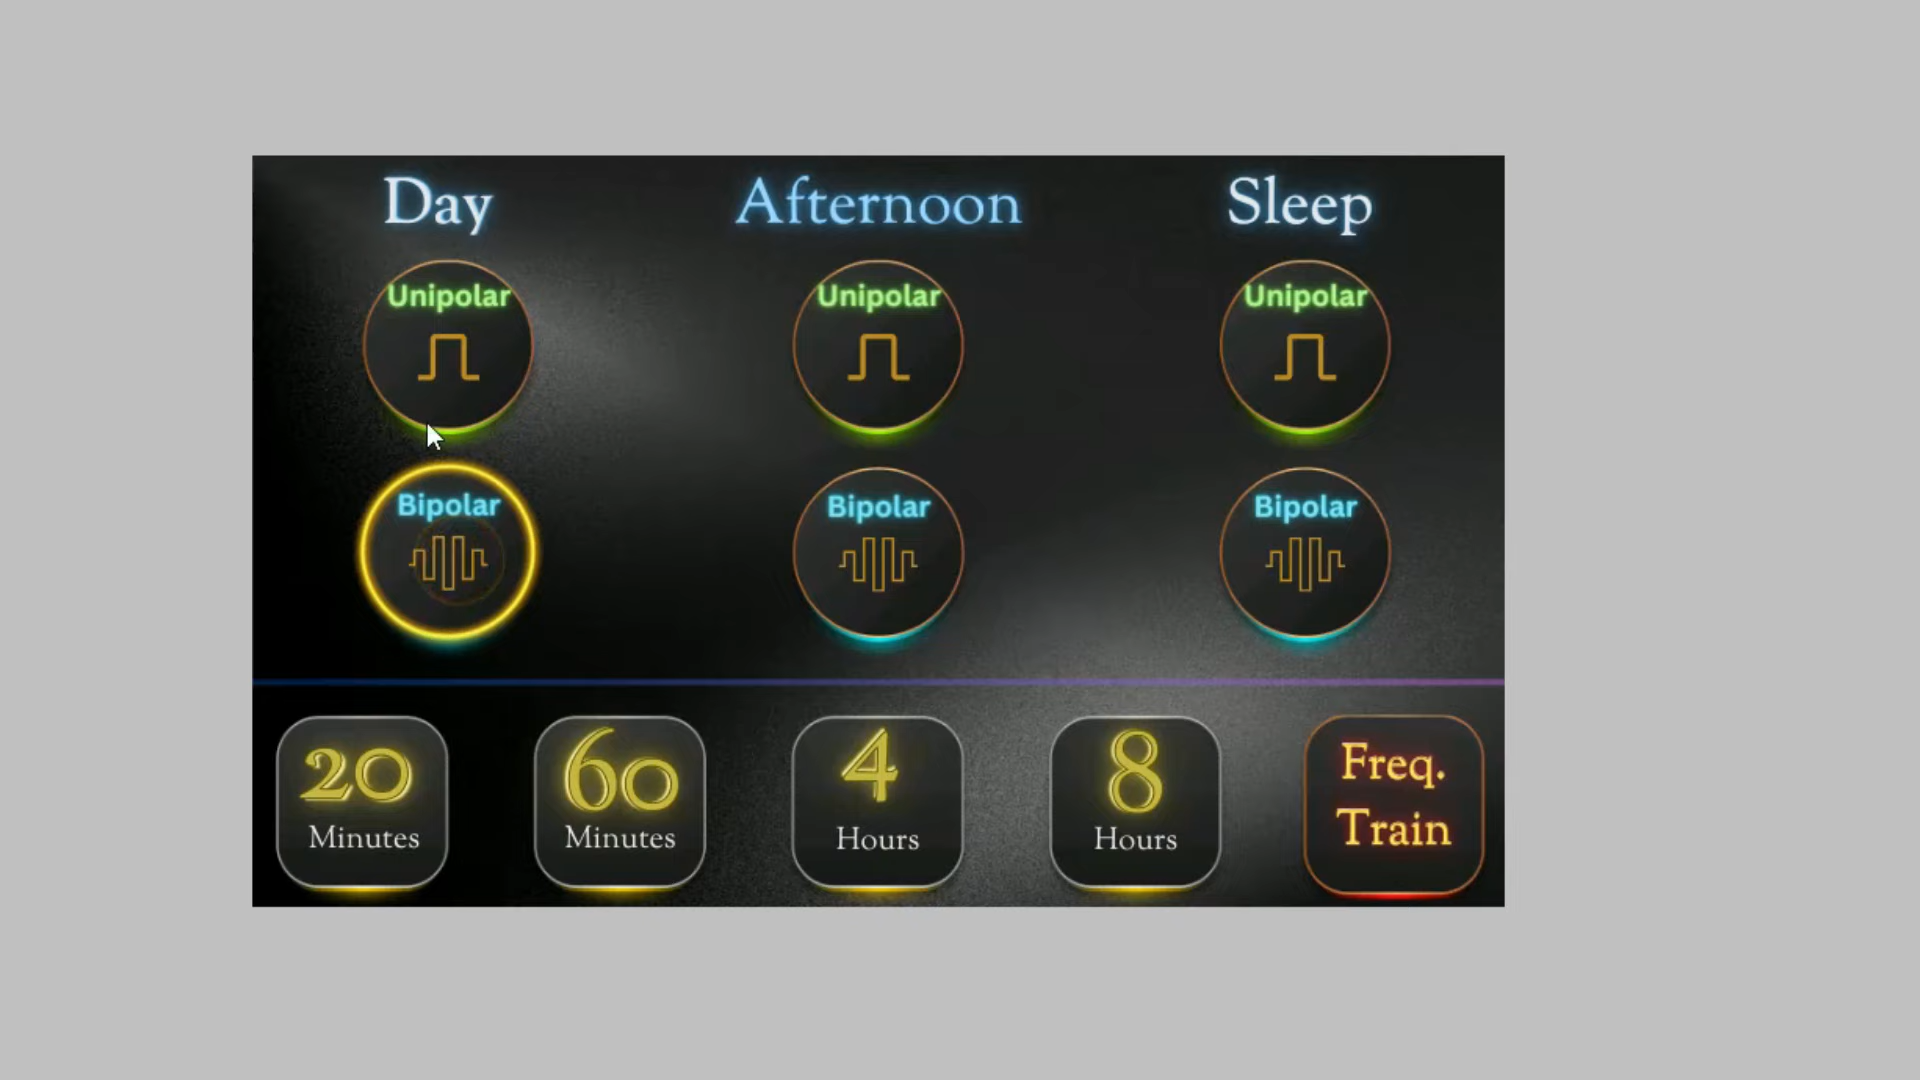 Day
Afternoon
Sleep
Unipolar
Unipolar
Unipolar
Bipolar
Bipolar
Bipolar
20
Minutes
60
Minutes
4
Hours
8
Hours
Freq.
Train